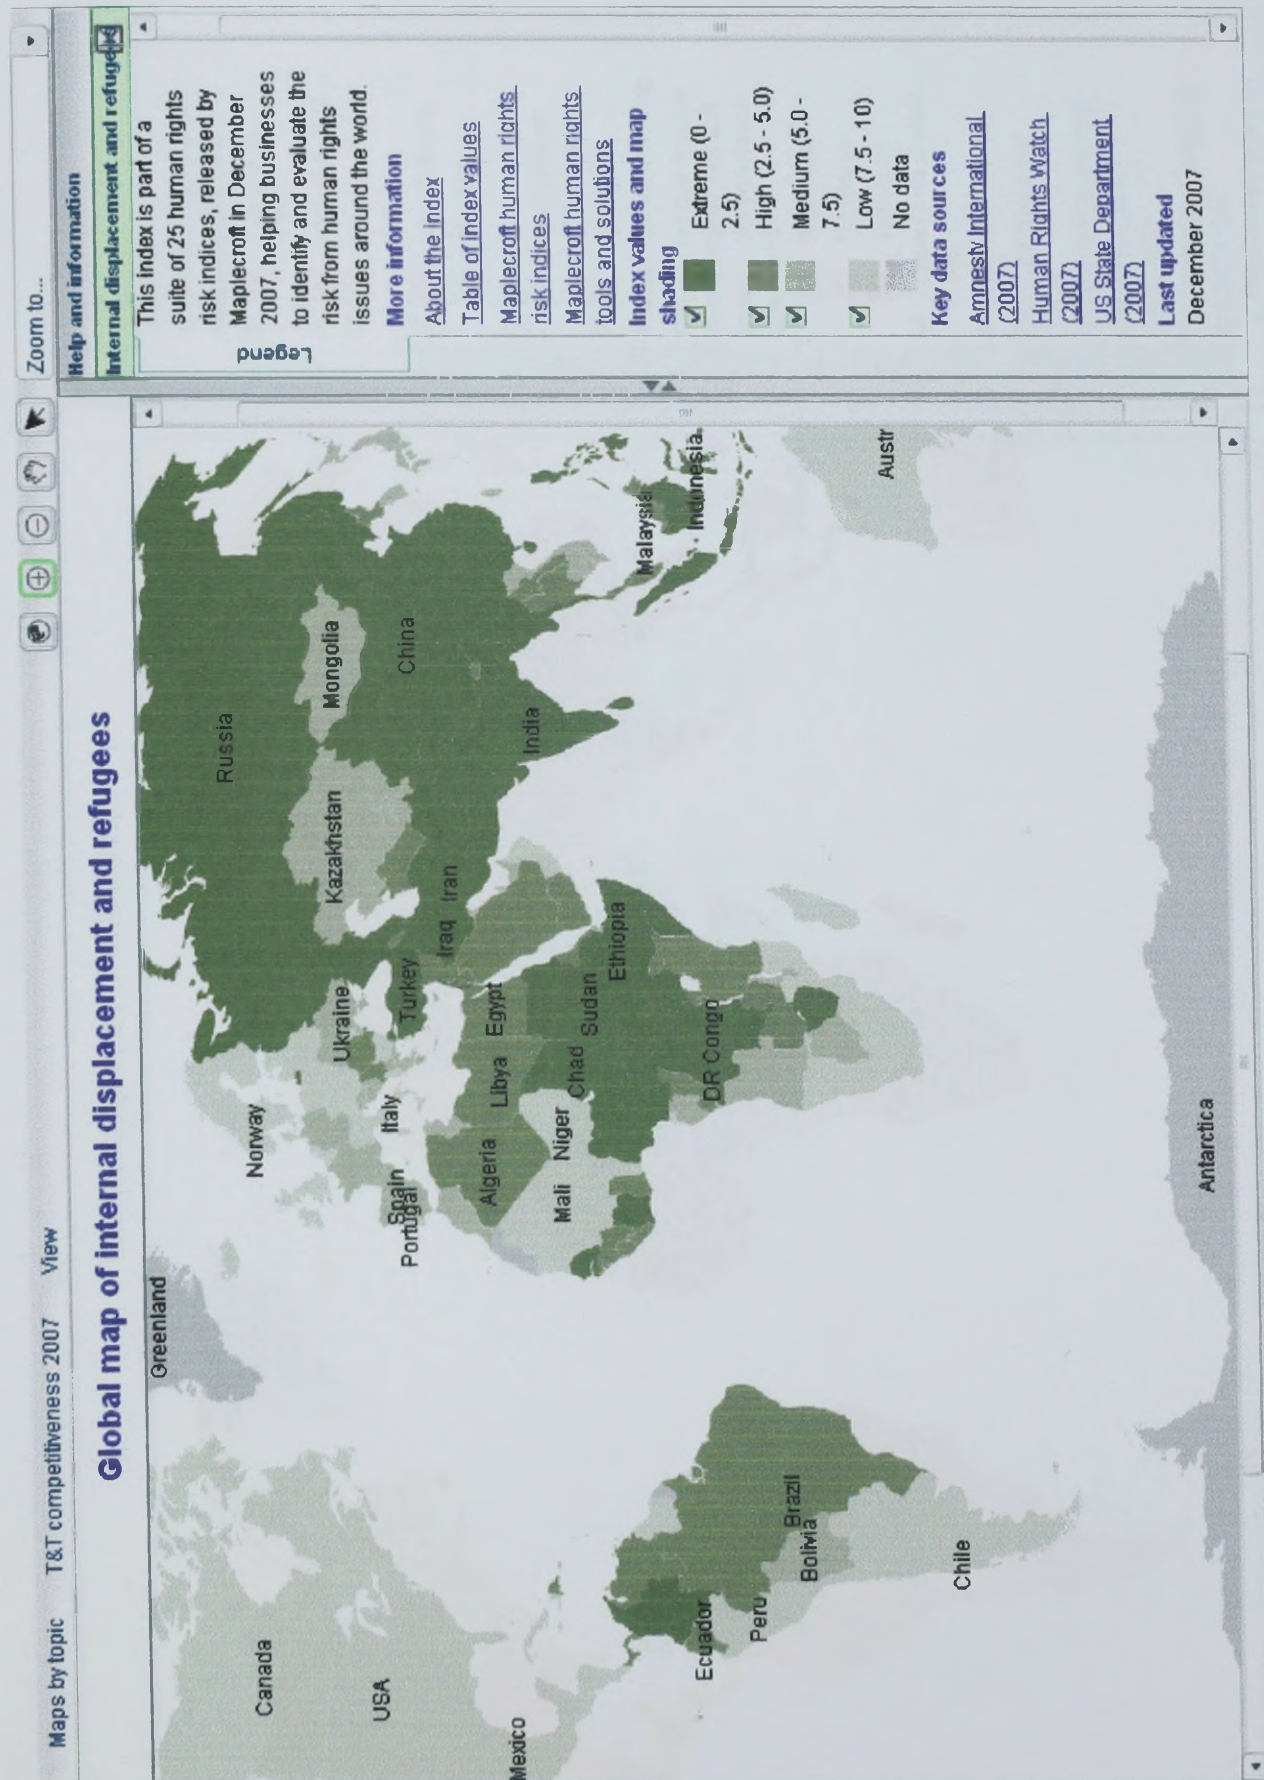 Maps by topic
T&T competitiveness 2007
View
Zoom to...
Global map of internal displacement and refugees
Greenland
Canada
USA
Mexico
Norway
Ukraine
Italy
Spain
Portugal
Turkey
Russia
Kazakhstan
Mongolia
China
Iraq
Iran
India
Algeria
Libya
Egypt
Mali
Niger
Chad
Sudan
Ethiopia
DR Congo
Malaysia
Indonesia
Austr
Ecuador
Peru
Brazil
Bolivia
Chile
Antarctica
Help and information
Internal displacement and refugees
Legend
This index is part of a
suite of 25 human rights
risk indices, released by
Maplecroft in December
2007, helping businesses
to identify and evaluate the
risk from human rights
issues around the world.
More information
About the index
Table of index values
Maplecroft human rights
risk indices
Maplecroft human rights
tools and solutions
Index values and map
shading
Extreme (0 -
2.5)
High (2.5 - 5.0)
Medium (5.0 -
7.5)
Low (7.5 - 10)
No data
Key data sources
Amnesty International
(2007)
Human Rights Watch
(2007)
US State Department
(2007)
Last updated
December 2007